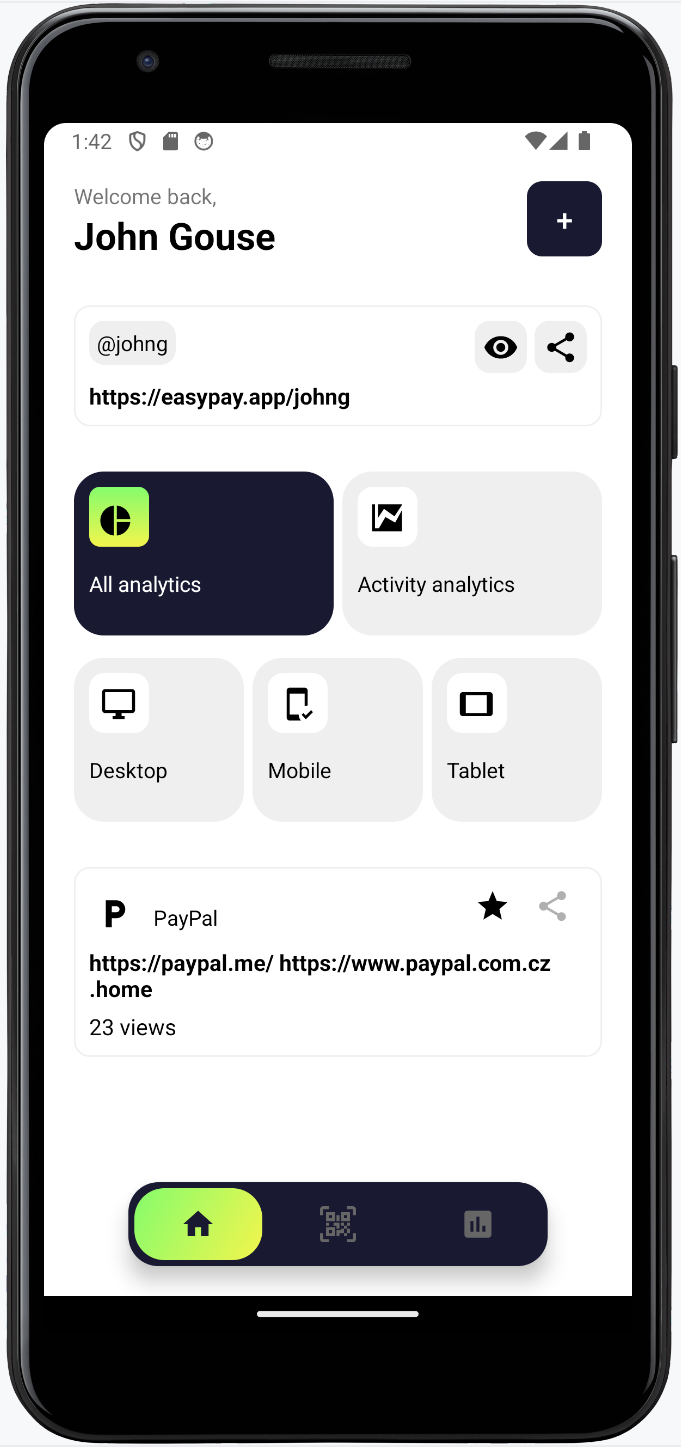 1:42
Welcome back,
John Gouse
+
@johng
https://easypay.app/johng
All analytics
Activity analytics
Desktop
Mobile
Tablet
P
PayPal
https://paypal.me/ https://www.paypal.com.cz
.home
23 views